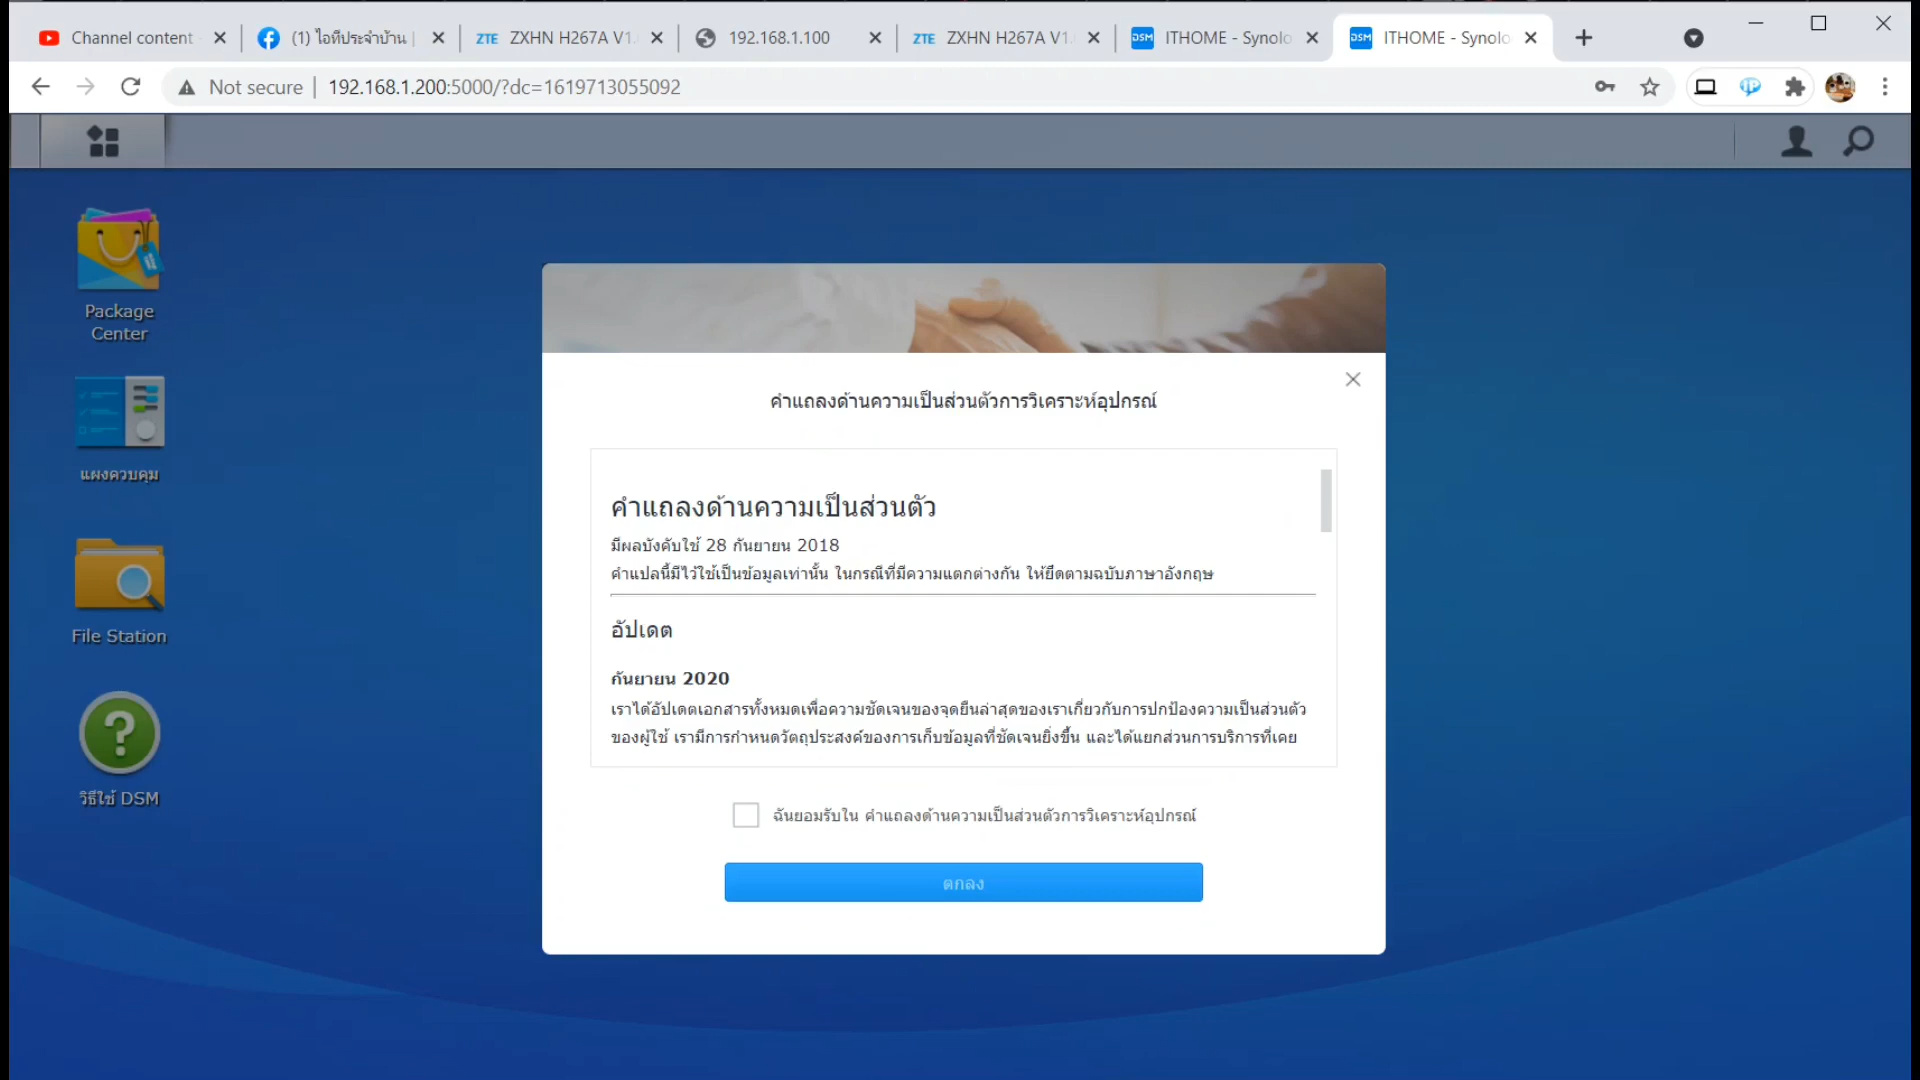 Channel content
(1) ไอทีประจำบ้าน |
ZTE ZXHN H267A V1.
192.168.1.100
ZTE ZXHN H267A V1.
DSM ITHOME - Synolo
DSM ITHOME - Synolo
Not secure | 192.168.1.200:5000/?dc=1619713055092
Package
Center
แผงควบคุม
File Station
วิธีใช้ DSM
คำแถลงด้านความเป็นส่วนตัวการวิเคราะห์อุปกรณ์
คำแถลงด้านความเป็นส่วนตัว
มีผลบังคับใช้ 28 กันยายน 2018
คำแปลนี้มีไว้ใช้เป็นข้อมูลเท่านั้น ในกรณีที่มีความแตกต่างกัน ให้ยึดตามฉบับภาษาอังกฤษ
อัปเดต
กันยายน 2020
เราได้อัปเดตเอกสารทั้งหมดเพื่อความชัดเจนของจุดยืนล่าสุดของเราเกี่ยวกับการปกป้องความเป็นส่วนตัว
ของผู้ใช้ เรามีการกำหนดวัตถุประสงค์ของการเก็บข้อมูลที่ชัดเจนยิ่งขึ้น และได้แยกส่วนการบริการที่เคย
ฉันยอมรับใน คำแถลงด้านความเป็นส่วนตัวการวิเคราะห์อุปกรณ์
ตกลง